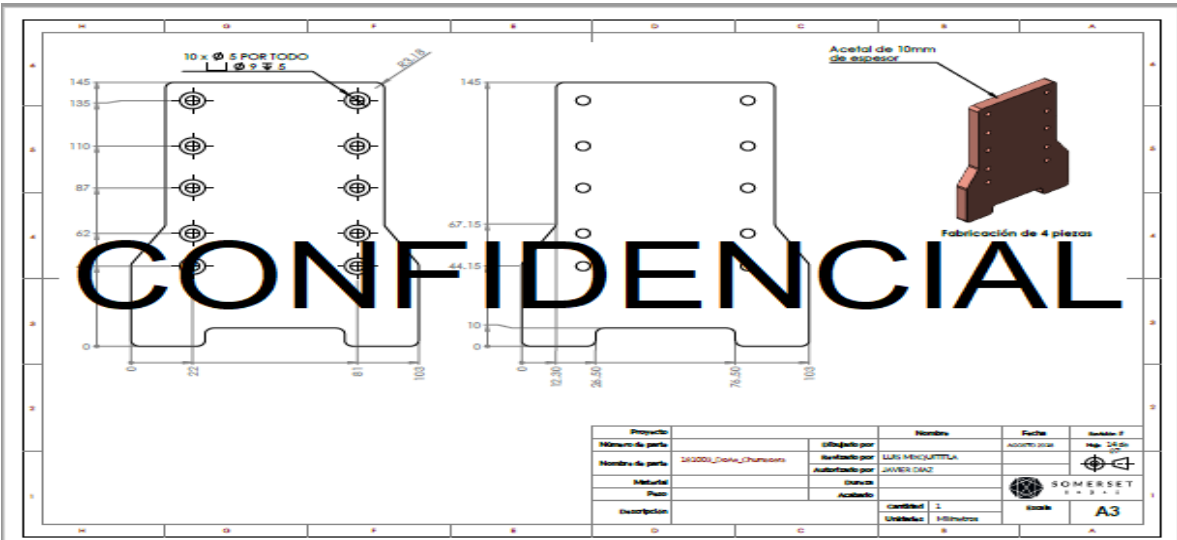 H G F E D C B A
10 x Ø 5 POR TODO
⌴ Ø 9 ↧ 5
R3.18
145
135
110
87
62
0
0 22 81 103
145
67.15
44.15
10
0
0 12.30 26.50 76.50 103
Acetal de 10mm
de espesor
Fabricación de 4 piezas
CONFIDENCIAL
Proyecto Nombre Fecha
Número de parte Dibujado por AGOSTO
Nombre de parte Revisado por LUIS MIXQUITITLA
Autorizado por JAVIER DIAZ
Material Dureza
Peso Acabado
SOMERSET
Descripción Cantidad 1 Escala A3
Unidades Milímetros
H G F E D C B A